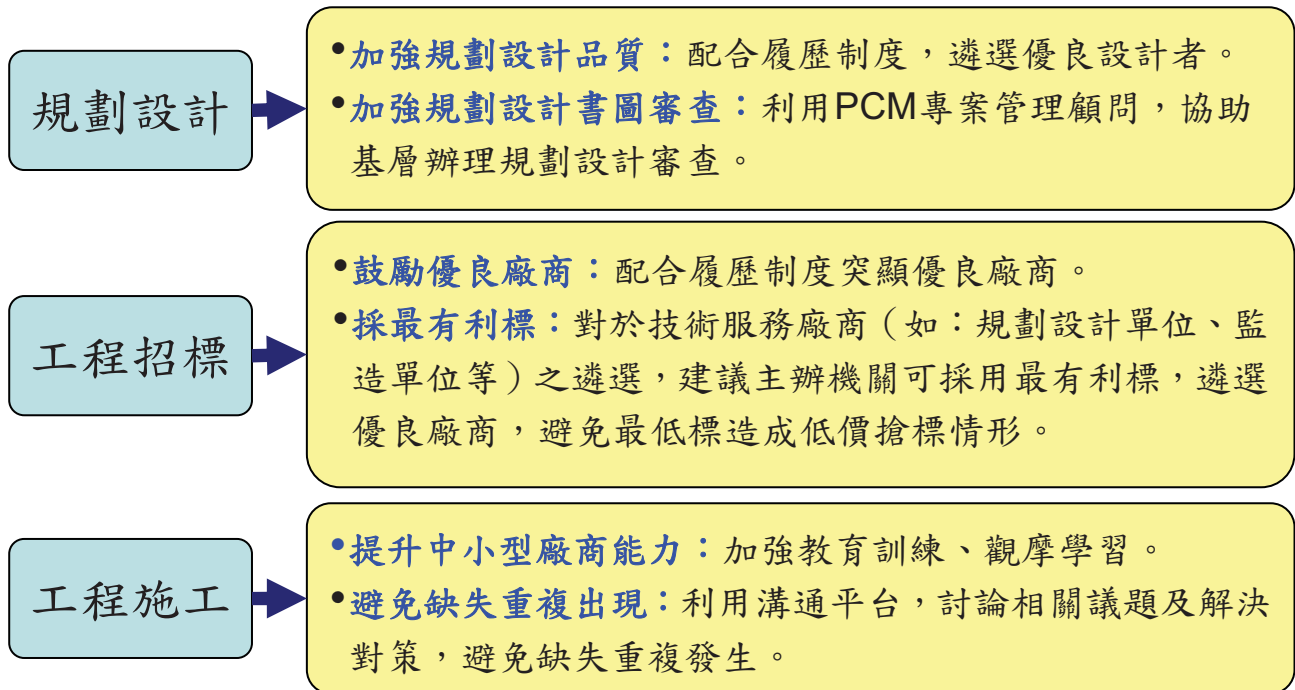 規劃設計
•加強規劃設計品質：配合履歷制度，遴選優良設計者。
•加強規劃設計書圖審查：利用PCM專案管理顧問，協助
基層辦理規劃設計審查。
工程招標
•鼓勵優良廠商：配合履歷制度突顯優良廠商。
•採最有利標：對於技術服務廠商（如：規劃設計單位、監
造單位等）之遴選，建議主辦機關可採用最有利標，遴選
優良廠商，避免最低標造成低價搶標情形。
工程施工
•提升中小型廠商能力：加強教育訓練、觀摩學習。
•避免缺失重複出現：利用溝通平台，討論相關議題及解決
對策，避免缺失重複發生。